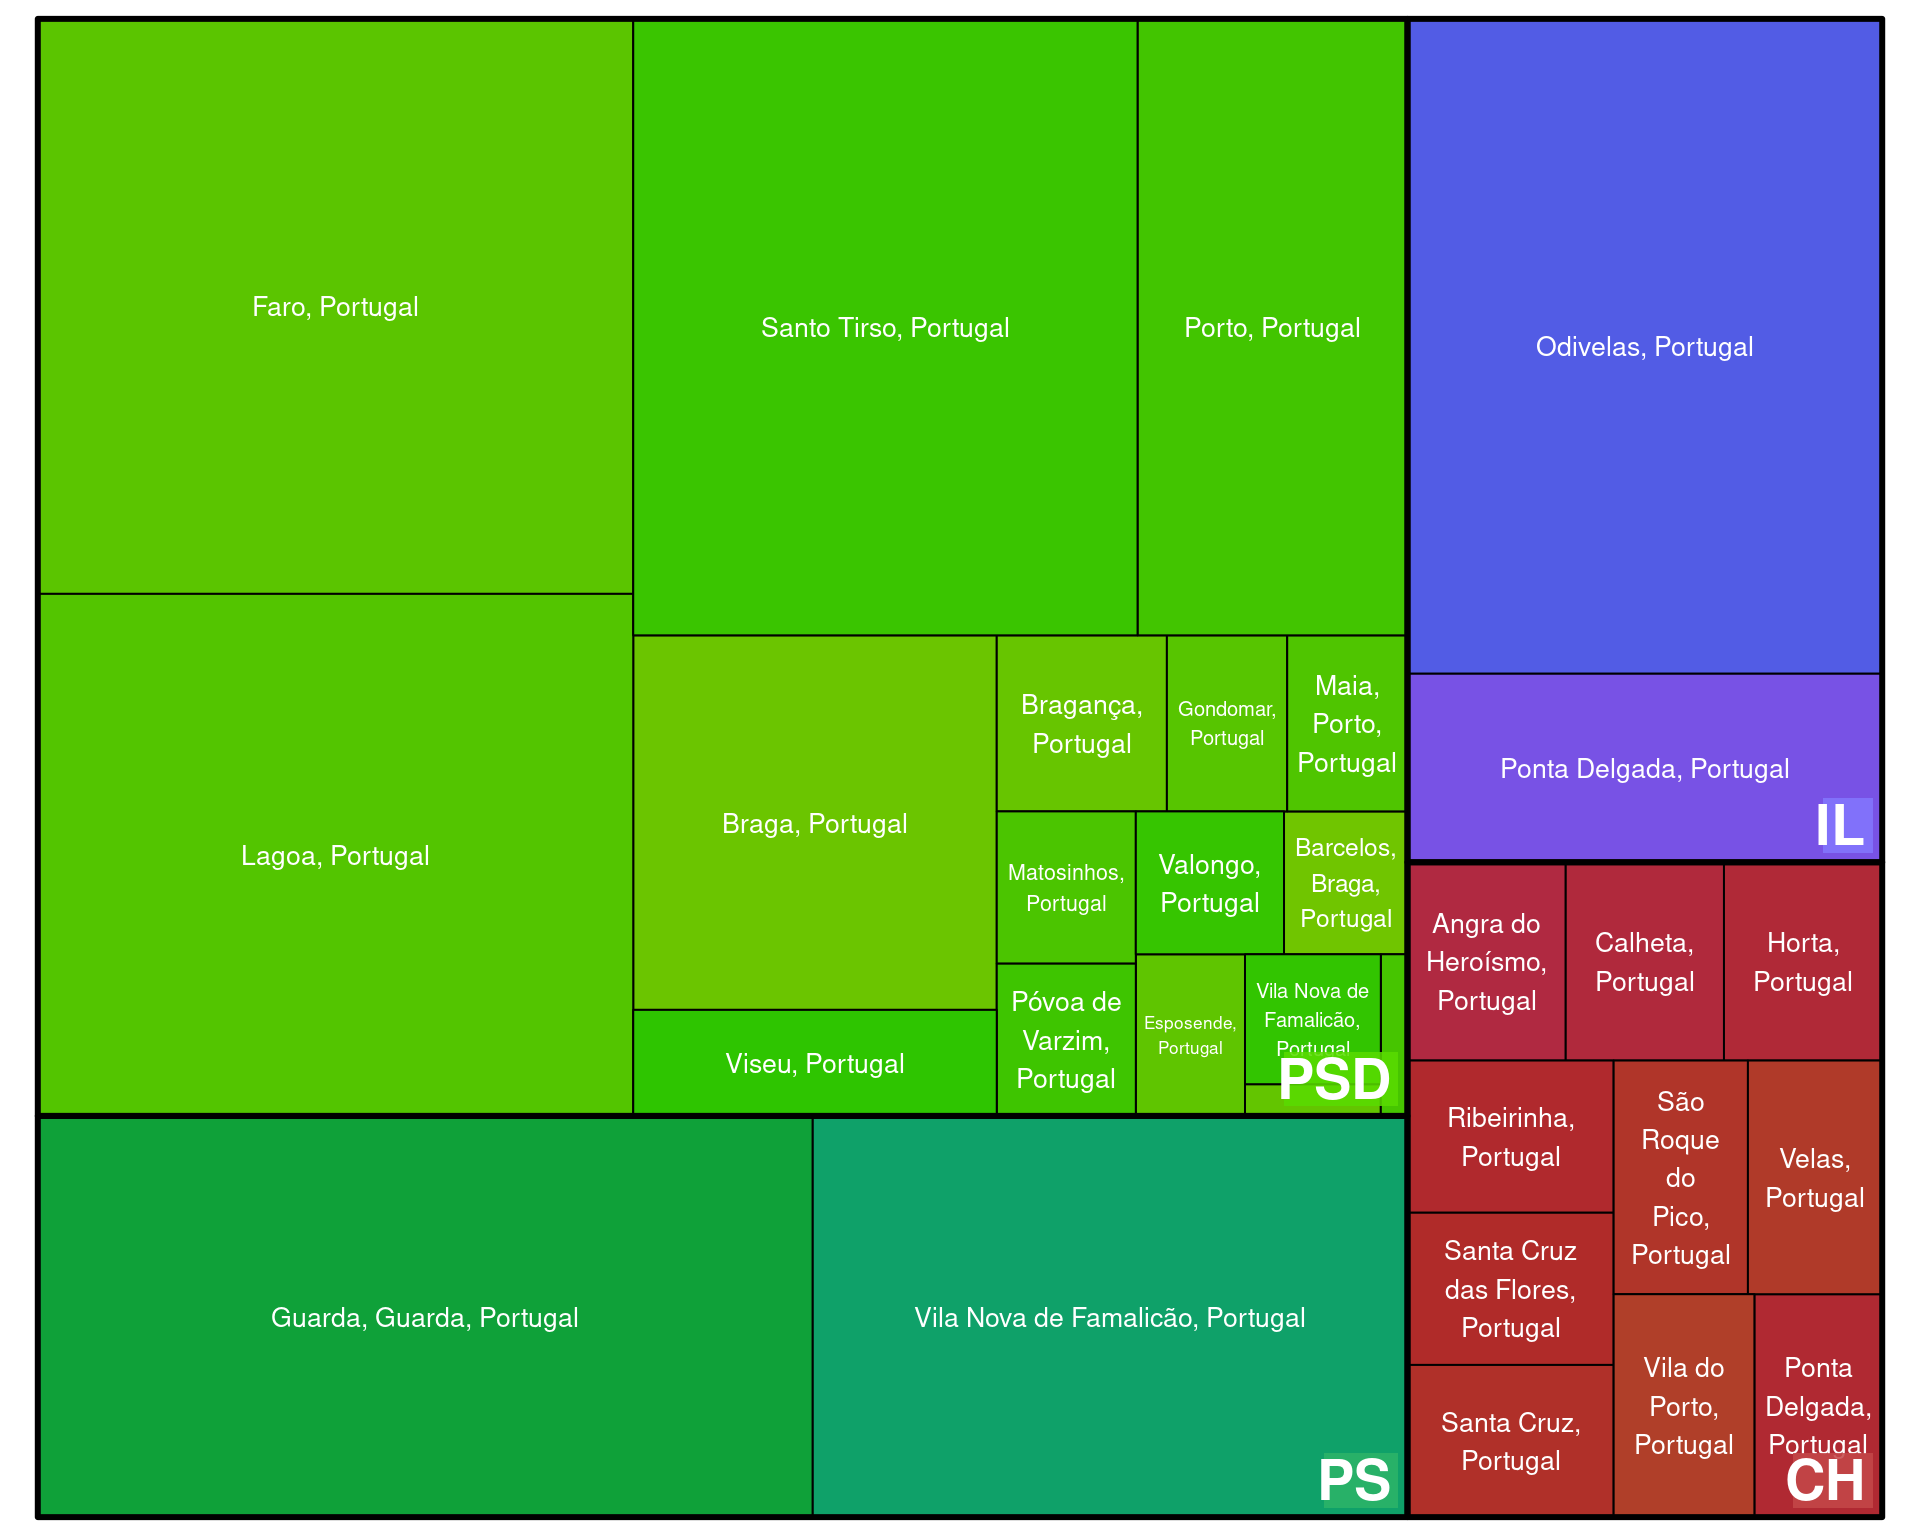 Faro, Portugal
Santo Tirso, Portugal
Porto, Portugal
Odivelas, Portugal
Lagoa, Portugal
Braga, Portugal
Bragança,
Portugal
Gondomar,
Portugal
Maia,
Porto,
Portugal
Matosinhos,
Portugal
Valongo,
Portugal
Barcelos,
Braga,
Portugal
Póvoa de
Varzim,
Portugal
Esposende,
Portugal
Vila Nova de
Famalicão,
Portugal
Viseu, Portugal
PSD
Ponta Delgada, Portugal
IL
Guarda, Guarda, Portugal
Vila Nova de Famalicão, Portugal
PS
Angra do
Heroísmo,
Portugal
Calheta,
Portugal
Horta,
Portugal
Ribeirinha,
Portugal
São
Roque
do
Pico,
Portugal
Velas,
Portugal
Santa Cruz
das Flores,
Portugal
Santa Cruz,
Portugal
Vila do
Porto,
Portugal
Ponta
Delgada,
Portugal
CH